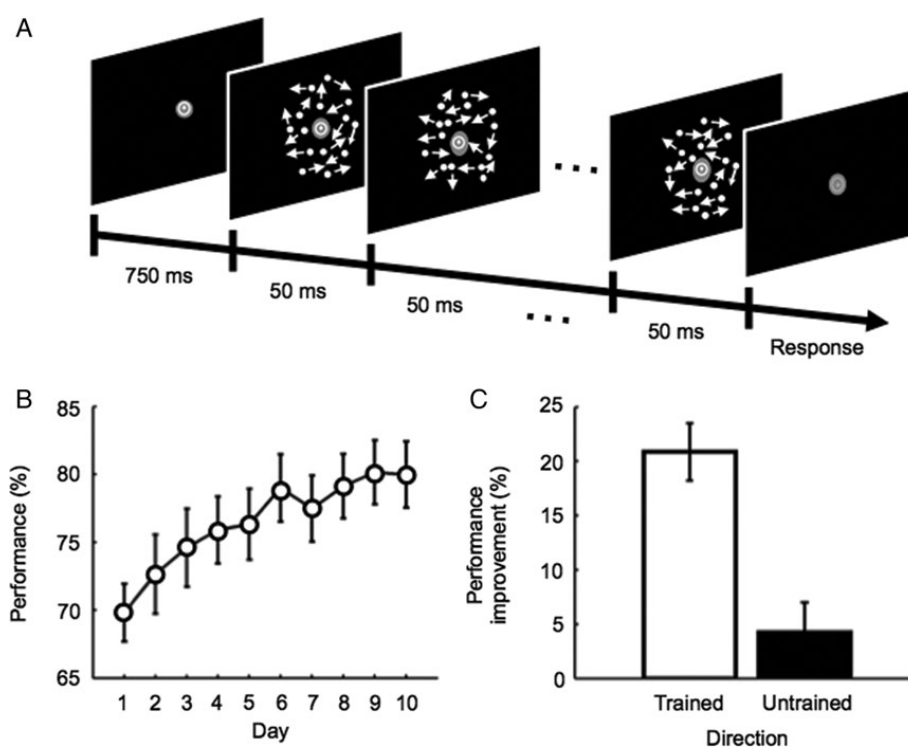 A
750 ms
50 ms
50 ms
50 ms
Response
B
Performance (%)
85
80
75
70
65
1 2 3 4 5 6 7 8 9 10
Day
C
Performance
improvement (%)
25
20
15
10
5
0
Trained Untrained
Direction